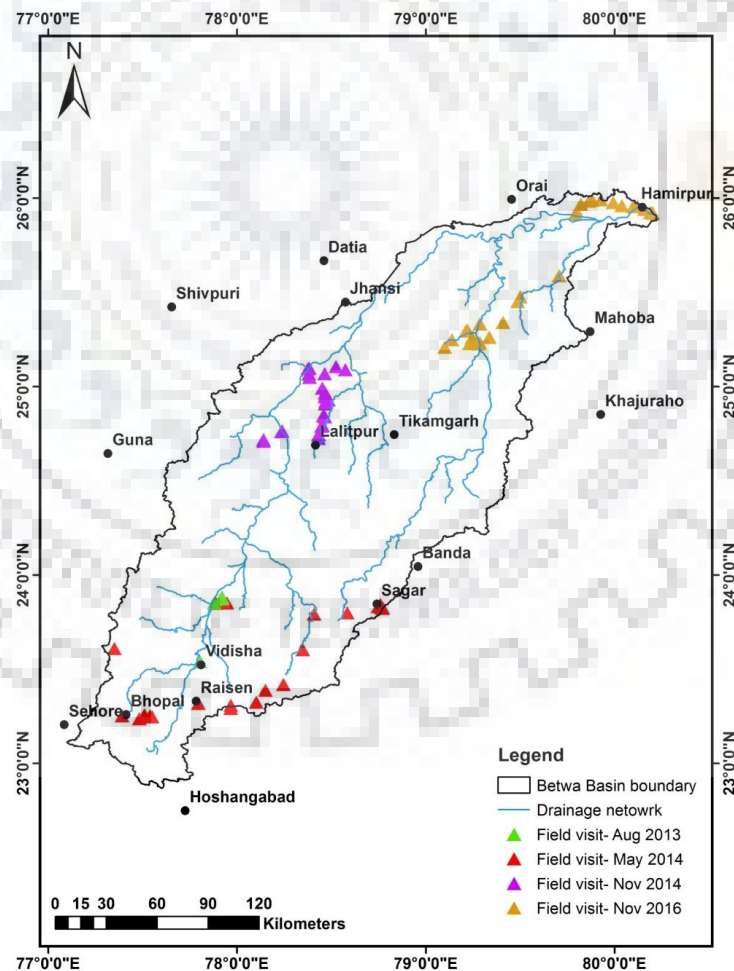 77°0'0"E 78°0'0"E 79°0'0"E 80°0'0"E
N
26°0'0"N
26°0'0"N
Orai
Hamirpur
Datia
Shivpuri
Jhansi
Mahoba
25°0'0"N
25°0'0"N
Khajuraho
Guna
Lalitpur
Tikamgarh
24°0'0"N
24°0'0"N
Banda
Sagar
Vidisha
Raisen
Sehore
Bhopal
23°0'0"N
23°0'0"N
Hoshangabad
Legend
Betwa Basin boundary
Drainage netowrk
Field visit- Aug 2013
Field visit- May 2014
Field visit- Nov 2014
Field visit- Nov 2016
0 15 30 60 90 120
Kilometers
77°0'0"E 78°0'0"E 79°0'0"E 80°0'0"E